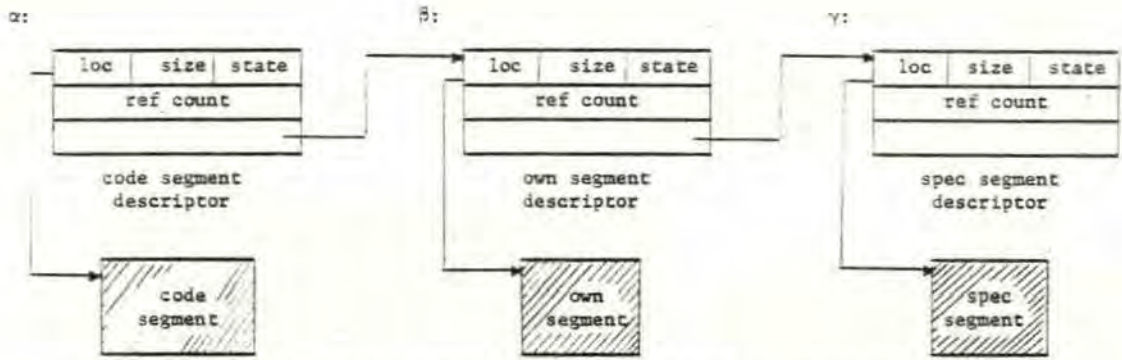 α: β: γ:
loc size state loc size state loc size state
ref count ref count ref count
code segment own segment spec segment
descriptor descriptor descriptor
code own spec
segment segment segment